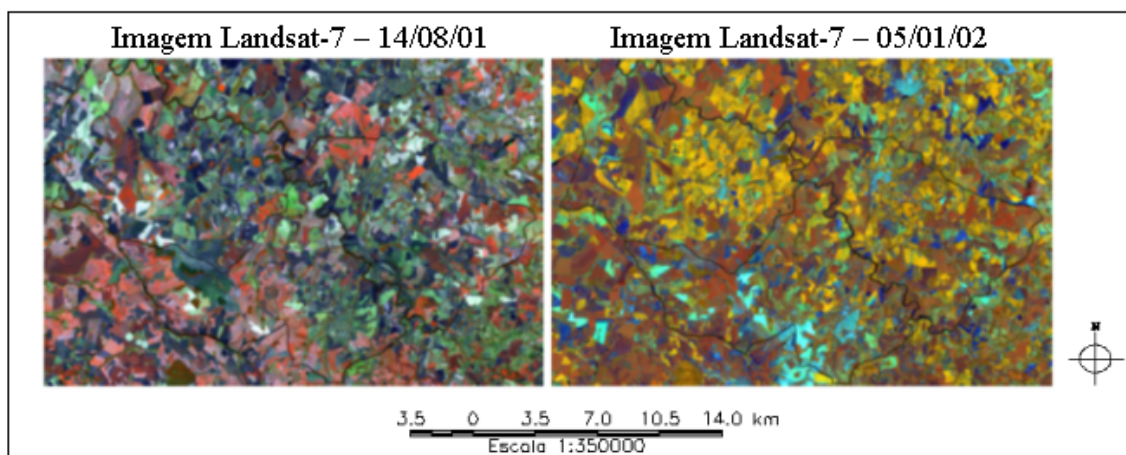 Imagem Landsat-7 – 14/08/01
Imagem Landsat-7 – 05/01/02
N
3.5 0 3.5 7.0 10.5 14.0 km
Escala 1:350000